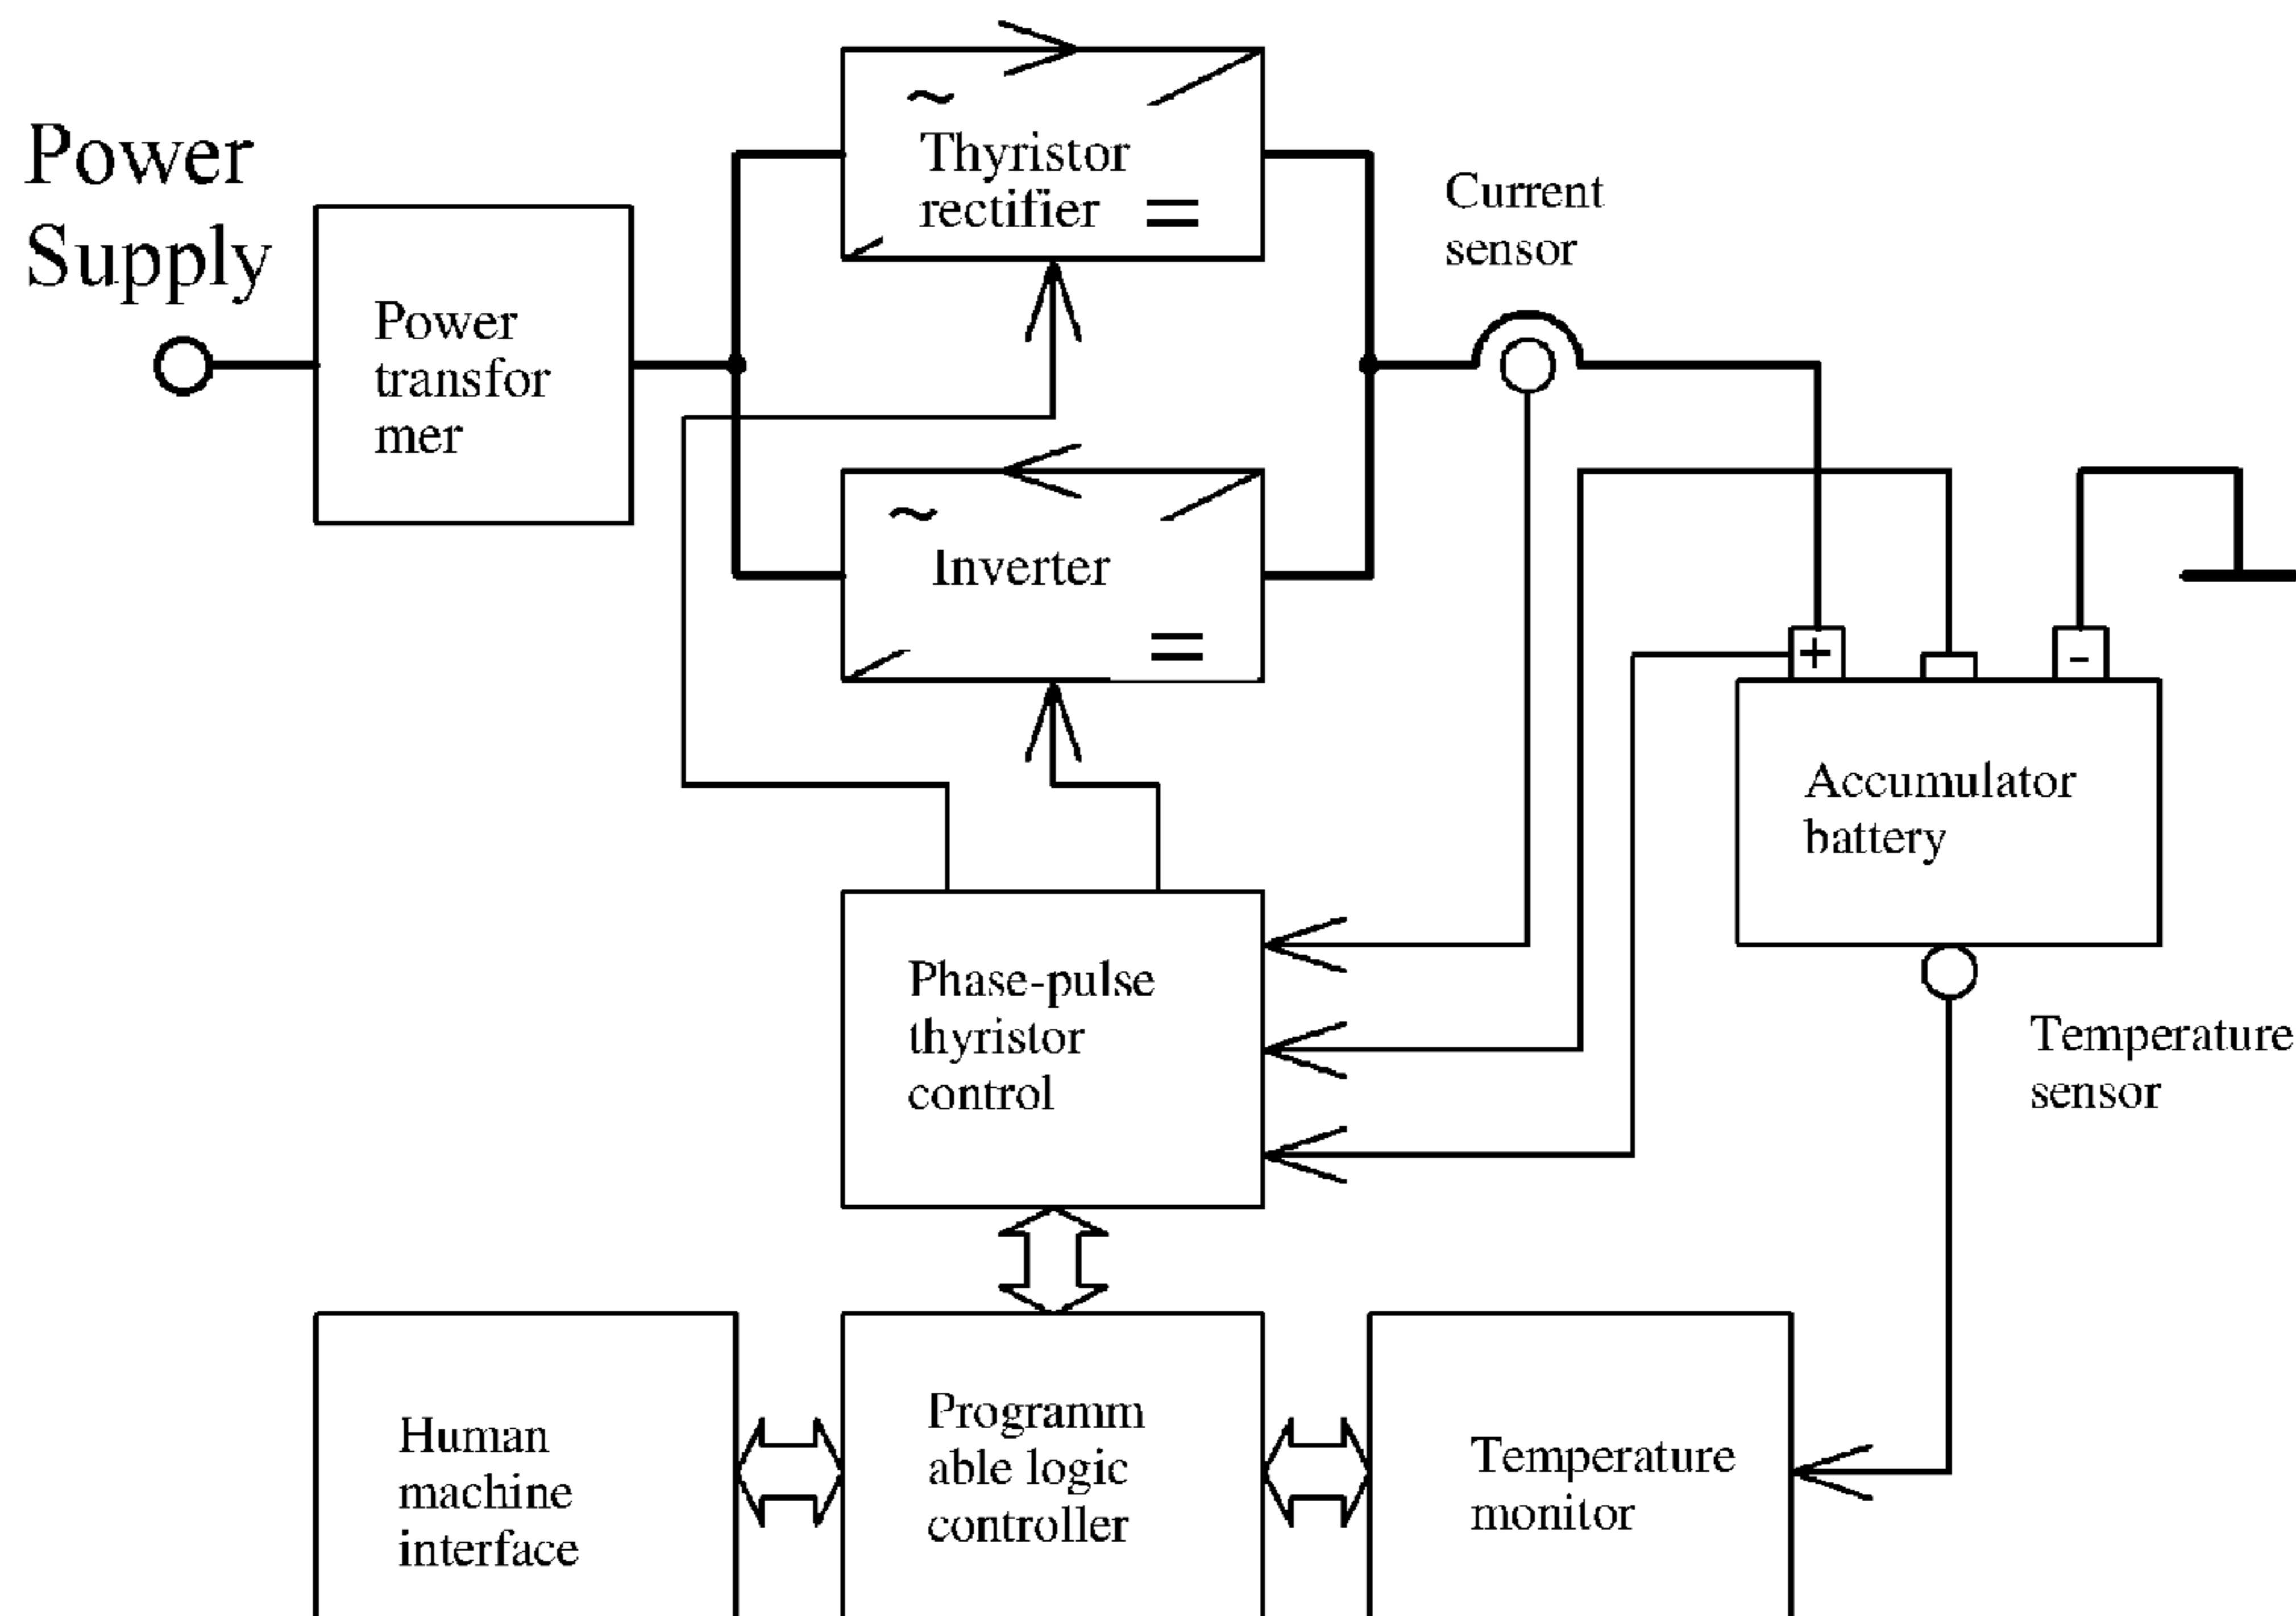 Power
Supply
Power
transfor
mer
~
Thyristor
rectifier =
Current
sensor
~
Inverter
=
+
-
Accumulator
battery
Phase-pulse
thyristor
control
Temperature
sensor
Human
machine
interface
Programm
able logic
controller
Temperature
monitor